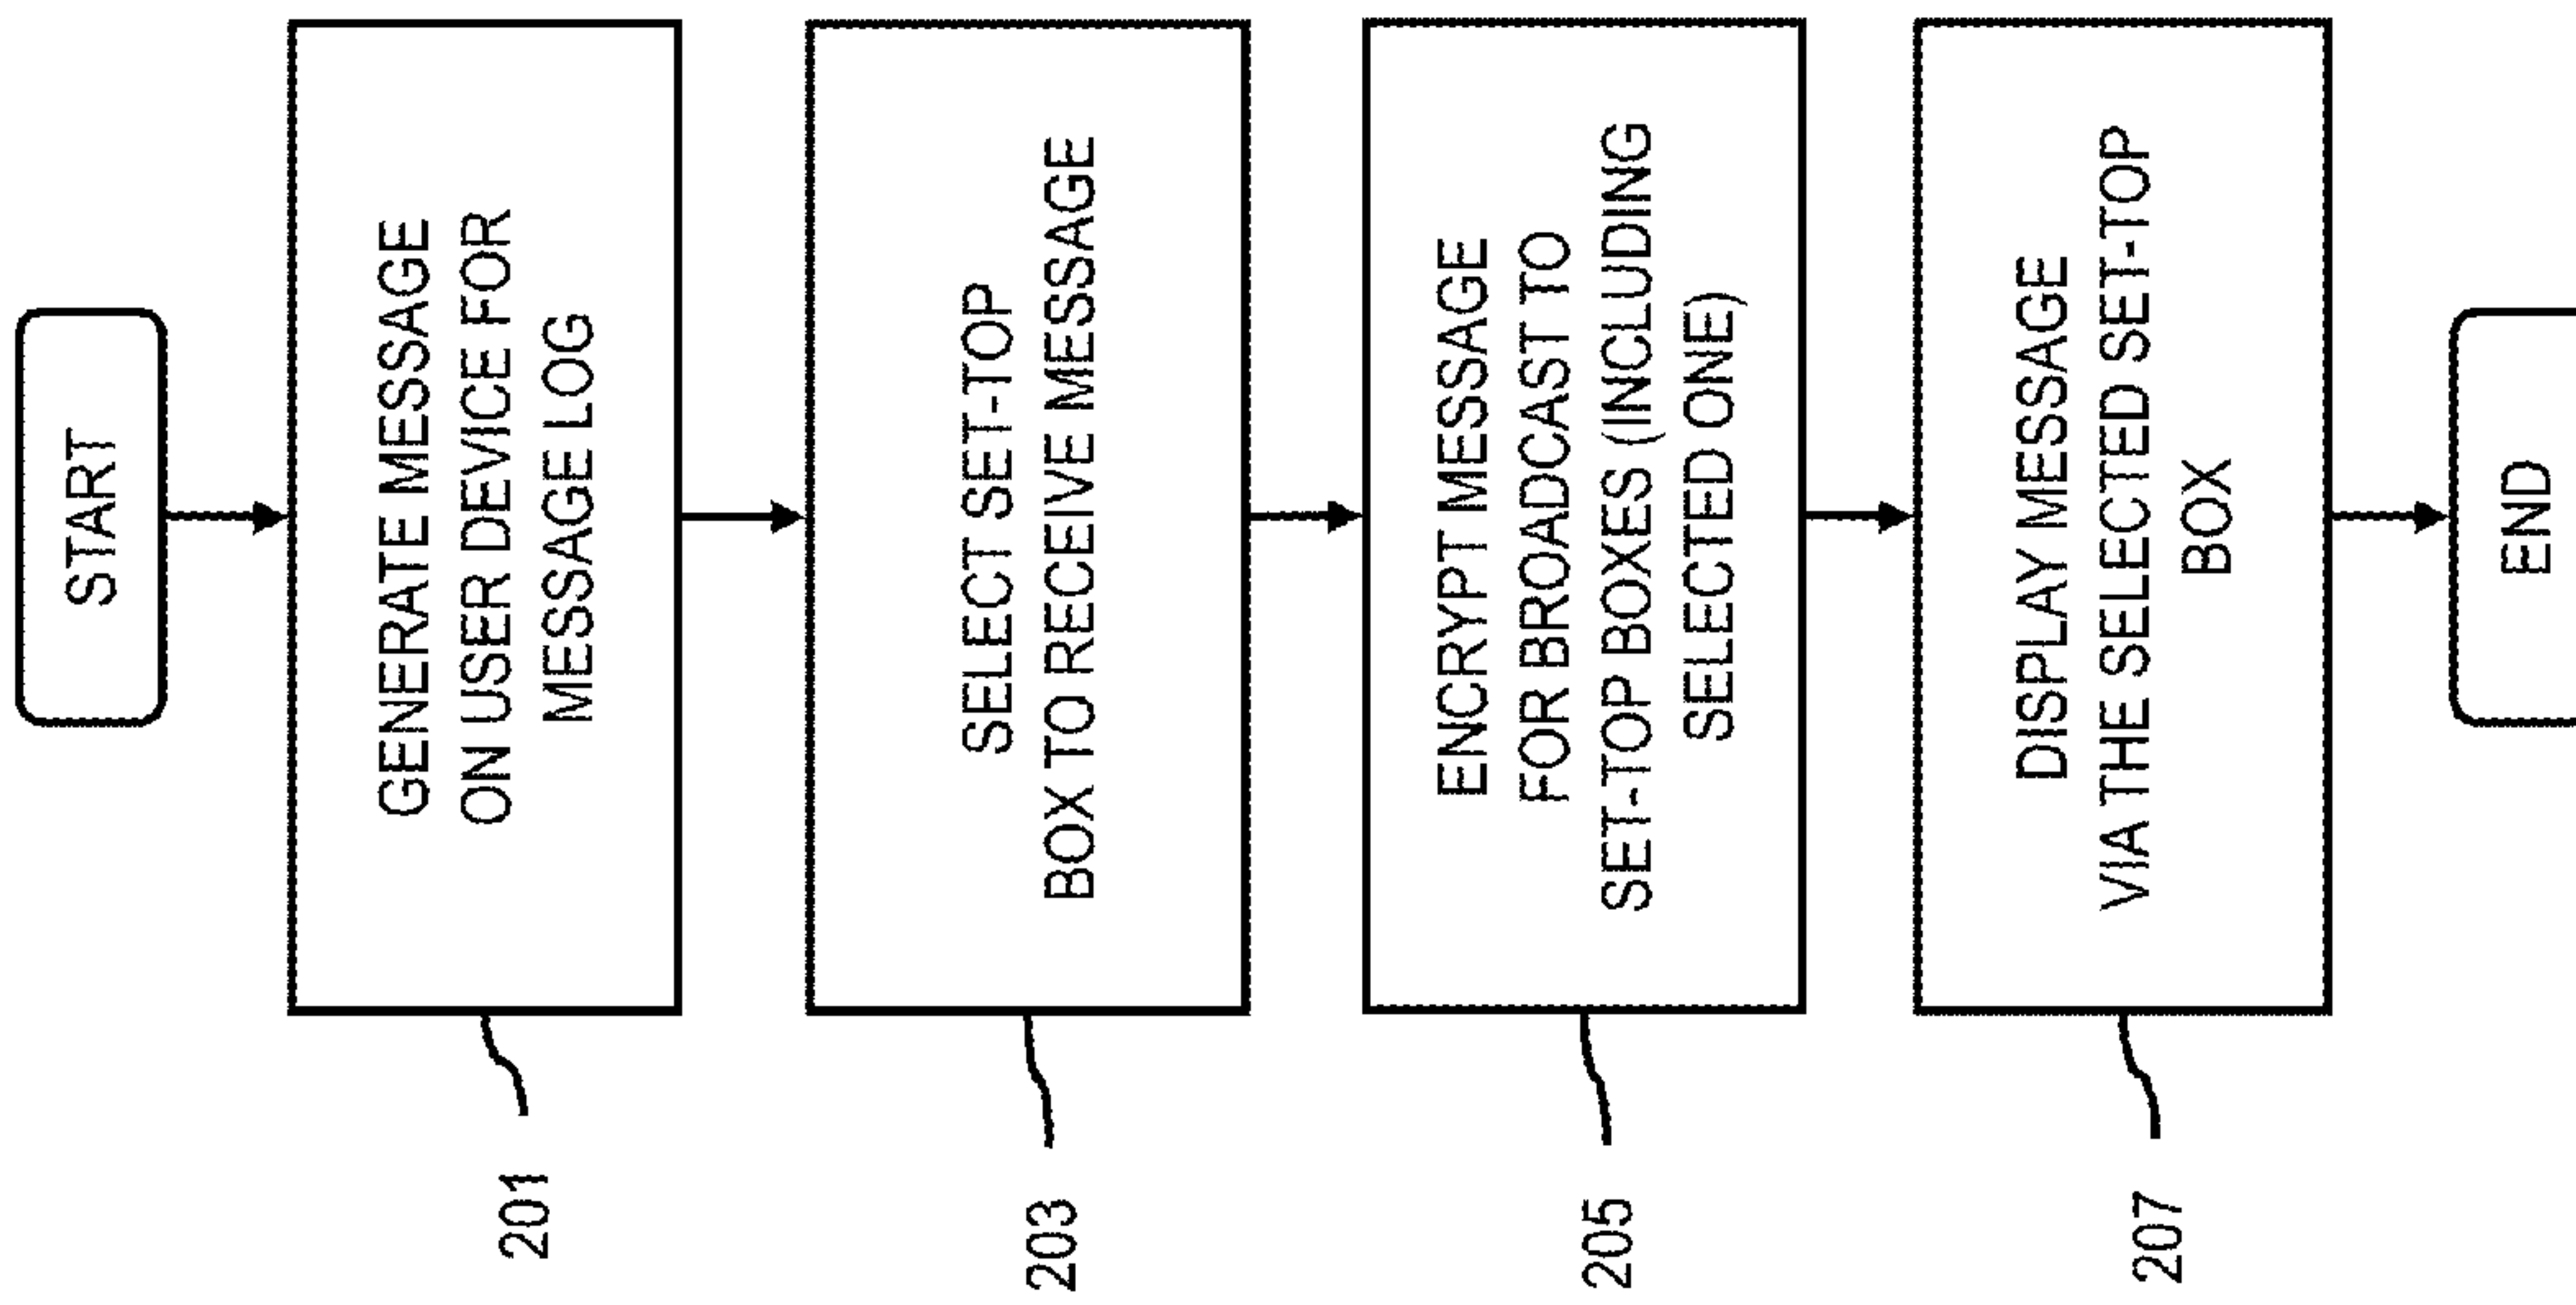 START
GENERATE MESSAGE
ON USER DEVICE FOR
MESSAGE LOG
201
SELECT SET-TOP
BOX TO RECEIVE MESSAGE
203
ENCRYPT MESSAGE
FOR BROADCAST TO
SET-TOP BOXES (INCLUDING
SELECTED ONE)
205
DISPLAY MESSAGE
VIA THE SELECTED SET-TOP
BOX
207
END